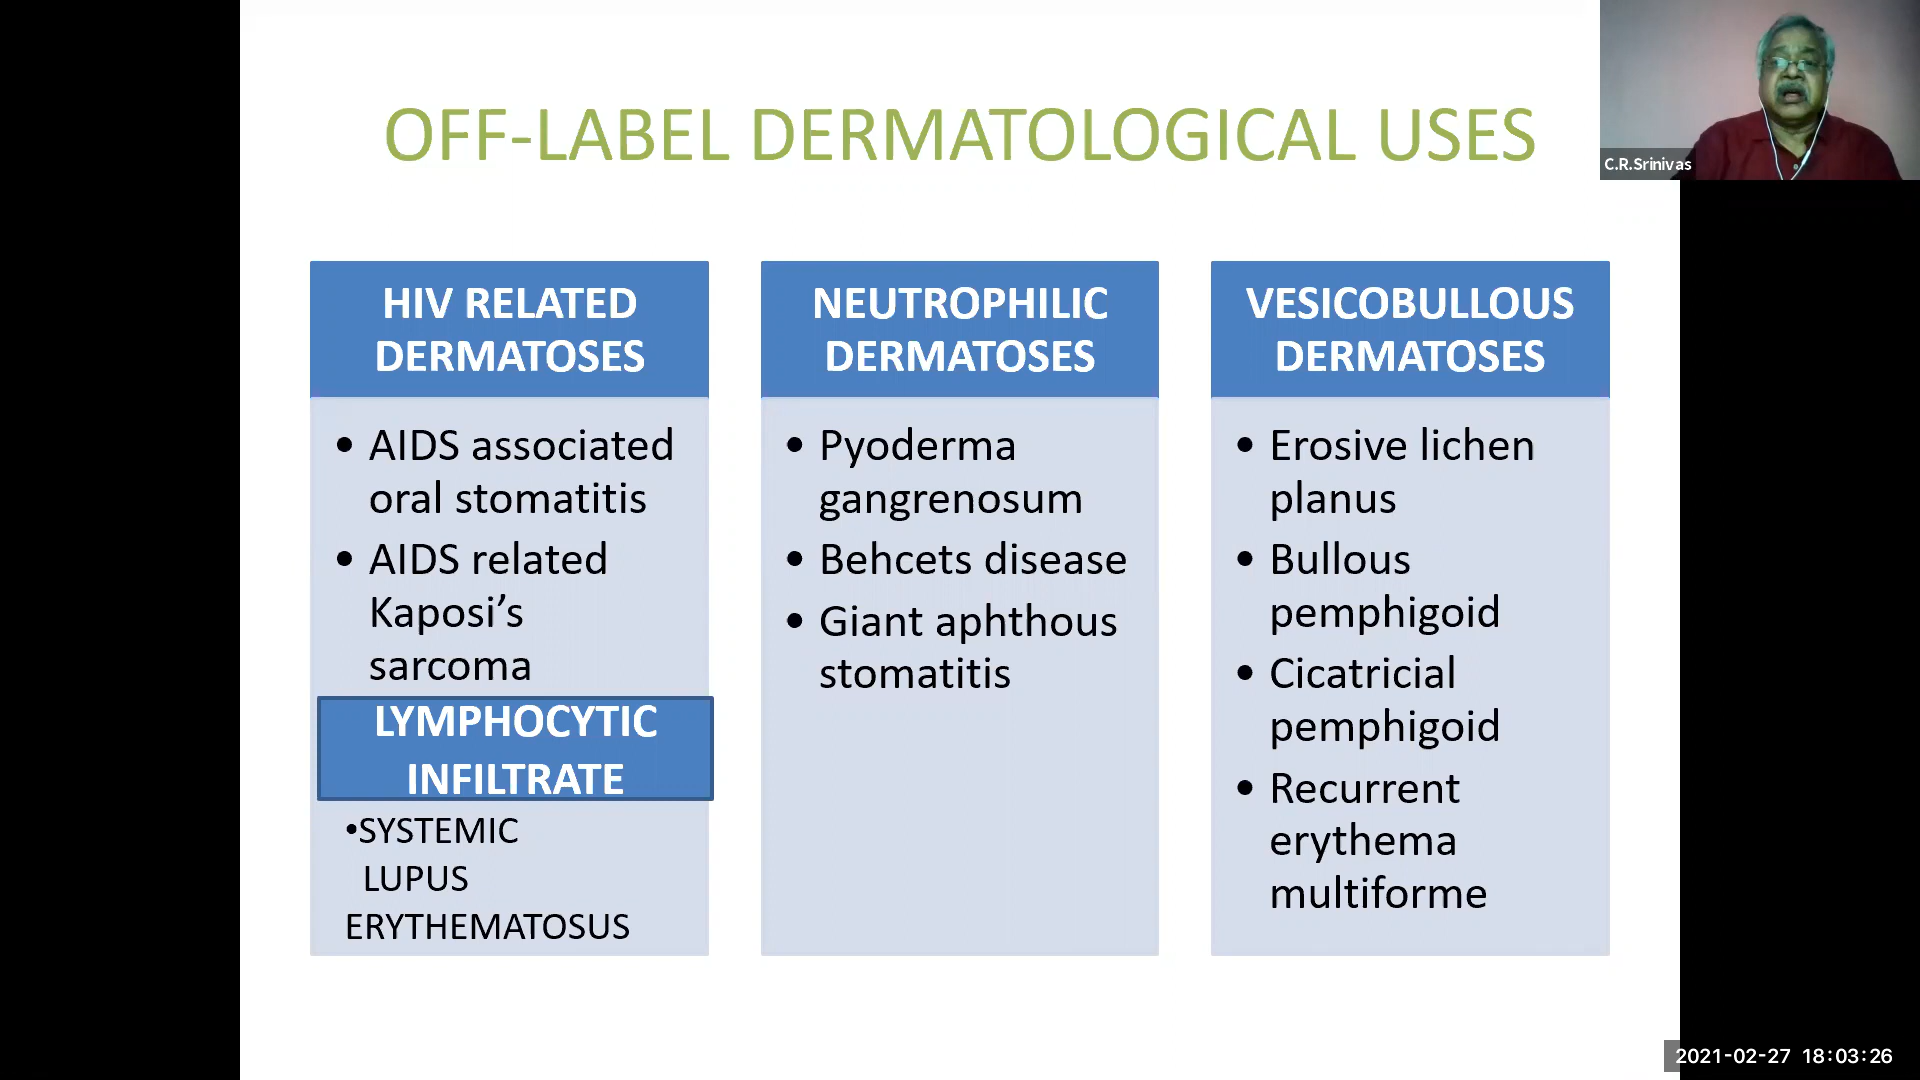 OFF-LABEL DERMATOLOGICAL USES
C.R.Srinivas
HIV RELATED
DERMATOSES
• AIDS associated
oral stomatitis
• AIDS related
Kaposi’s
sarcoma
LYMPHOCYTIC
INFILTRATE
•SYSTEMIC
LUPUS
ERYTHEMATOSUS
NEUTROPHILIC
DERMATOSES
• Pyoderma
gangrenosum
• Behcets disease
• Giant aphthous
stomatitis
VESICOBULLOUS
DERMATOSES
• Erosive lichen
planus
• Bullous
pemphigoid
• Cicatricial
pemphigoid
• Recurrent
erythema
multiforme
2021-02-27 18:03:26